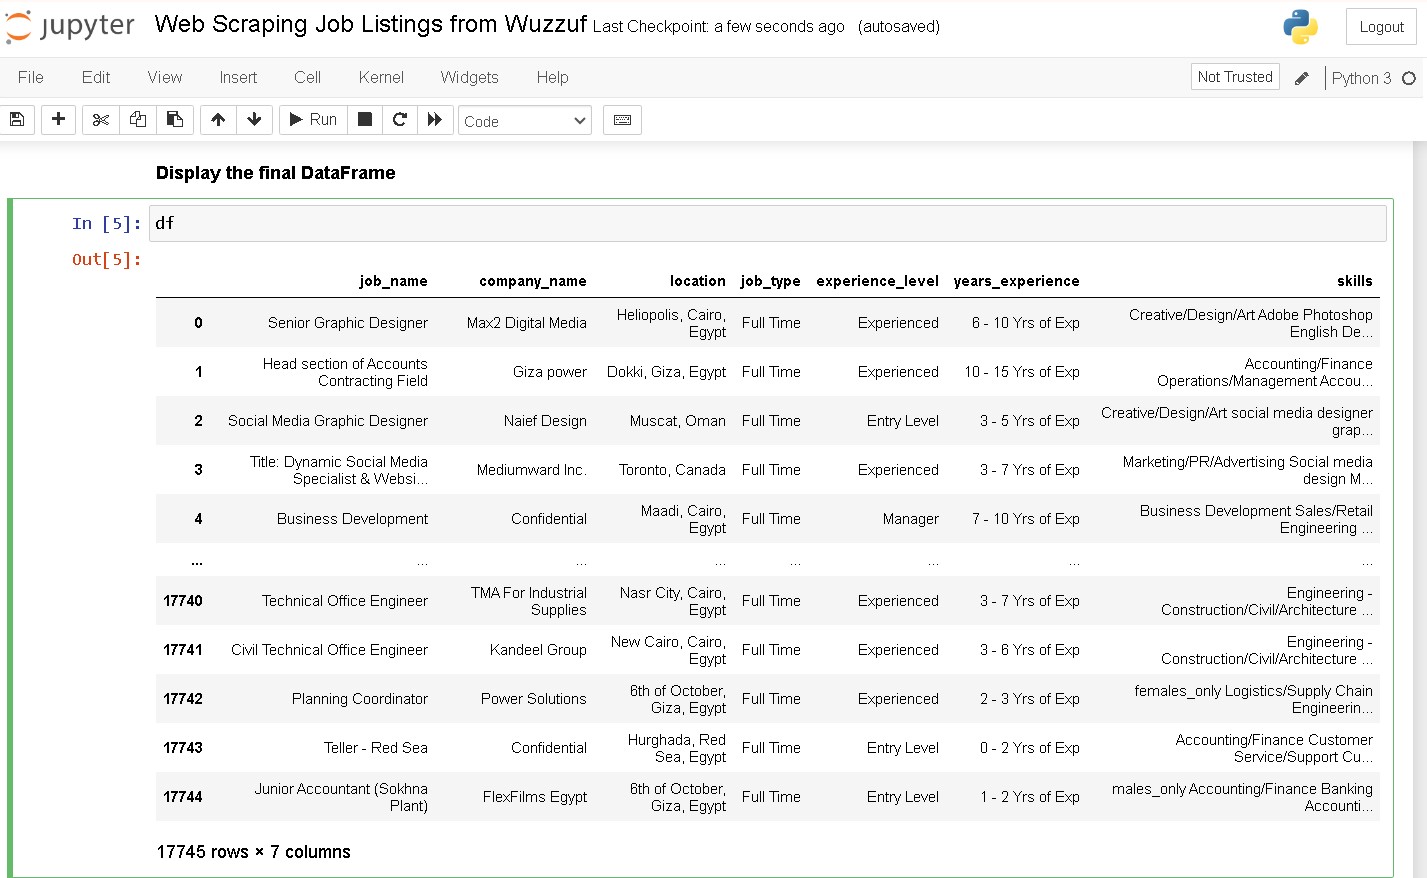 jupyter Web Scraping Job Listings from Wuzzuf Last Checkpoint: a few seconds ago (autosaved) Logout
File Edit View Insert Cell Kernel Widgets Help Not Trusted Python 3
Run Code
Display the final DataFrame
In [5]: df
Out[5]:
job_name company_name location job_type experience_level years_experience skills
0 Senior Graphic Designer Max2 Digital Media Heliopolis, Cairo, Full Time Experienced 6 - 10 Yrs of Exp Creative/Design/Art Adobe Photoshop
Egypt English De...
1 Head section of Accounts Giza power Dokki, Giza, Egypt Full Time Experienced 10 - 15 Yrs of Exp Accounting/Finance
Contracting Field Operations/Management Accou...
2 Social Media Graphic Designer Naief Design Muscat, Oman Full Time Entry Level 3 - 5 Yrs of Exp Creative/Design/Art social media designer
grap...
3 Title: Dynamic Social Media Mediumward Inc. Toronto, Canada Full Time Experienced 3 - 7 Yrs of Exp Marketing/PR/Advertising Social media
Specialist & Websi... design M...
4 Business Development Confidential Maadi, Cairo, Full Time Manager 7 - 10 Yrs of Exp Business Development Sales/Retail
Egypt Engineering ...
... ... ... ... ... ... ... ...
17740 Technical Office Engineer TMA For Industrial Nasr City, Cairo, Full Time Experienced 3 - 7 Yrs of Exp Engineering -
Supplies Egypt Construction/Civil/Architecture ...
17741 Civil Technical Office Engineer Kandeel Group New Cairo, Cairo, Full Time Experienced 3 - 6 Yrs of Exp Engineering -
Egypt Construction/Civil/Architecture ...
17742 Planning Coordinator Power Solutions 6th of October, Full Time Experienced 2 - 3 Yrs of Exp females_only Logistics/Supply Chain
Giza, Egypt Engineerin...
17743 Teller - Red Sea Confidential Hurghada, Red Full Time Entry Level 0 - 2 Yrs of Exp Accounting/Finance Customer
Sea, Egypt Service/Support Cu...
17744 Junior Accountant (Sokhna FlexFilms Egypt 6th of October, Full Time Entry Level 1 - 2 Yrs of Exp males_only Accounting/Finance Banking
Plant) Giza, Egypt Accounti...
17745 rows × 7 columns